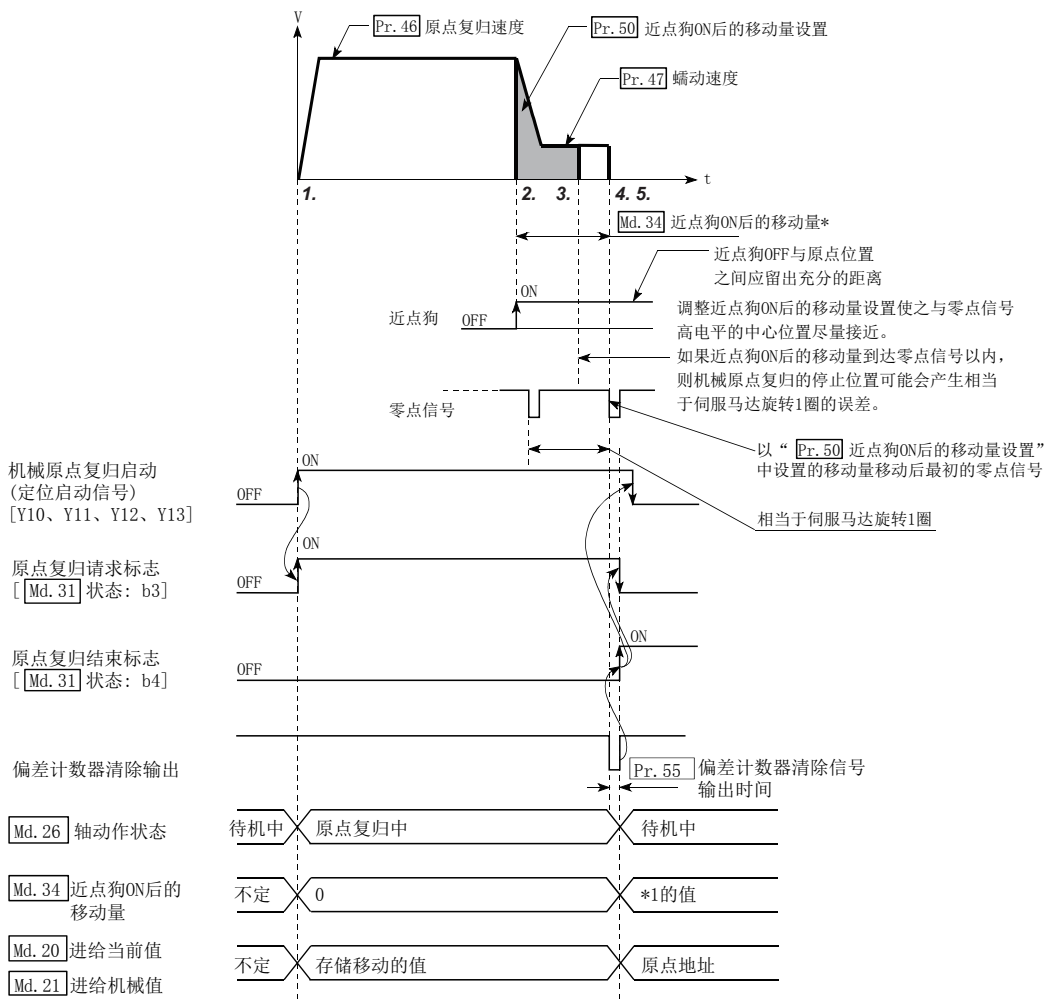 V
Pr.46 原点复归速度
Pr.50 近点狗ON后的移动量设置
Pr.47 蠕动速度
t
1.
2.
3.
4. 5.
Md.34 近点狗ON后的移动量*
近点狗OFF与原点位置
之间应留出充分的距离
近点狗
OFF
ON
调整近点狗ON后的移动量设置使之与零点信号
高电平的中心位置尽量接近。
如果近点狗ON后的移动量到达零点信号以内，
则机械原点复归的停止位置可能会产生相当
于伺服马达旋转1圈的误差。
零点信号
以“ Pr.50 近点狗ON后的移动量设置”
中设置的移动量移动后最初的零点信号
相当于伺服马达旋转1圈
机械原点复归启动
(定位启动信号)
[Y10、Y11、Y12、Y13]
OFF
ON
原点复归请求标志
[ Md.31 状态: b3]
OFF
ON
原点复归结束标志
[ Md.31 状态: b4]
OFF
ON
偏差计数器清除输出
Pr.55 偏差计数器清除信号
输出时间
Md.26 轴动作状态
待机中
原点复归中
待机中
Md.34 近点狗ON后的
移动量
不定
0
*1的值
Md.20 进给当前值
Md.21 进给机械值
不定
存储移动的值
原点地址